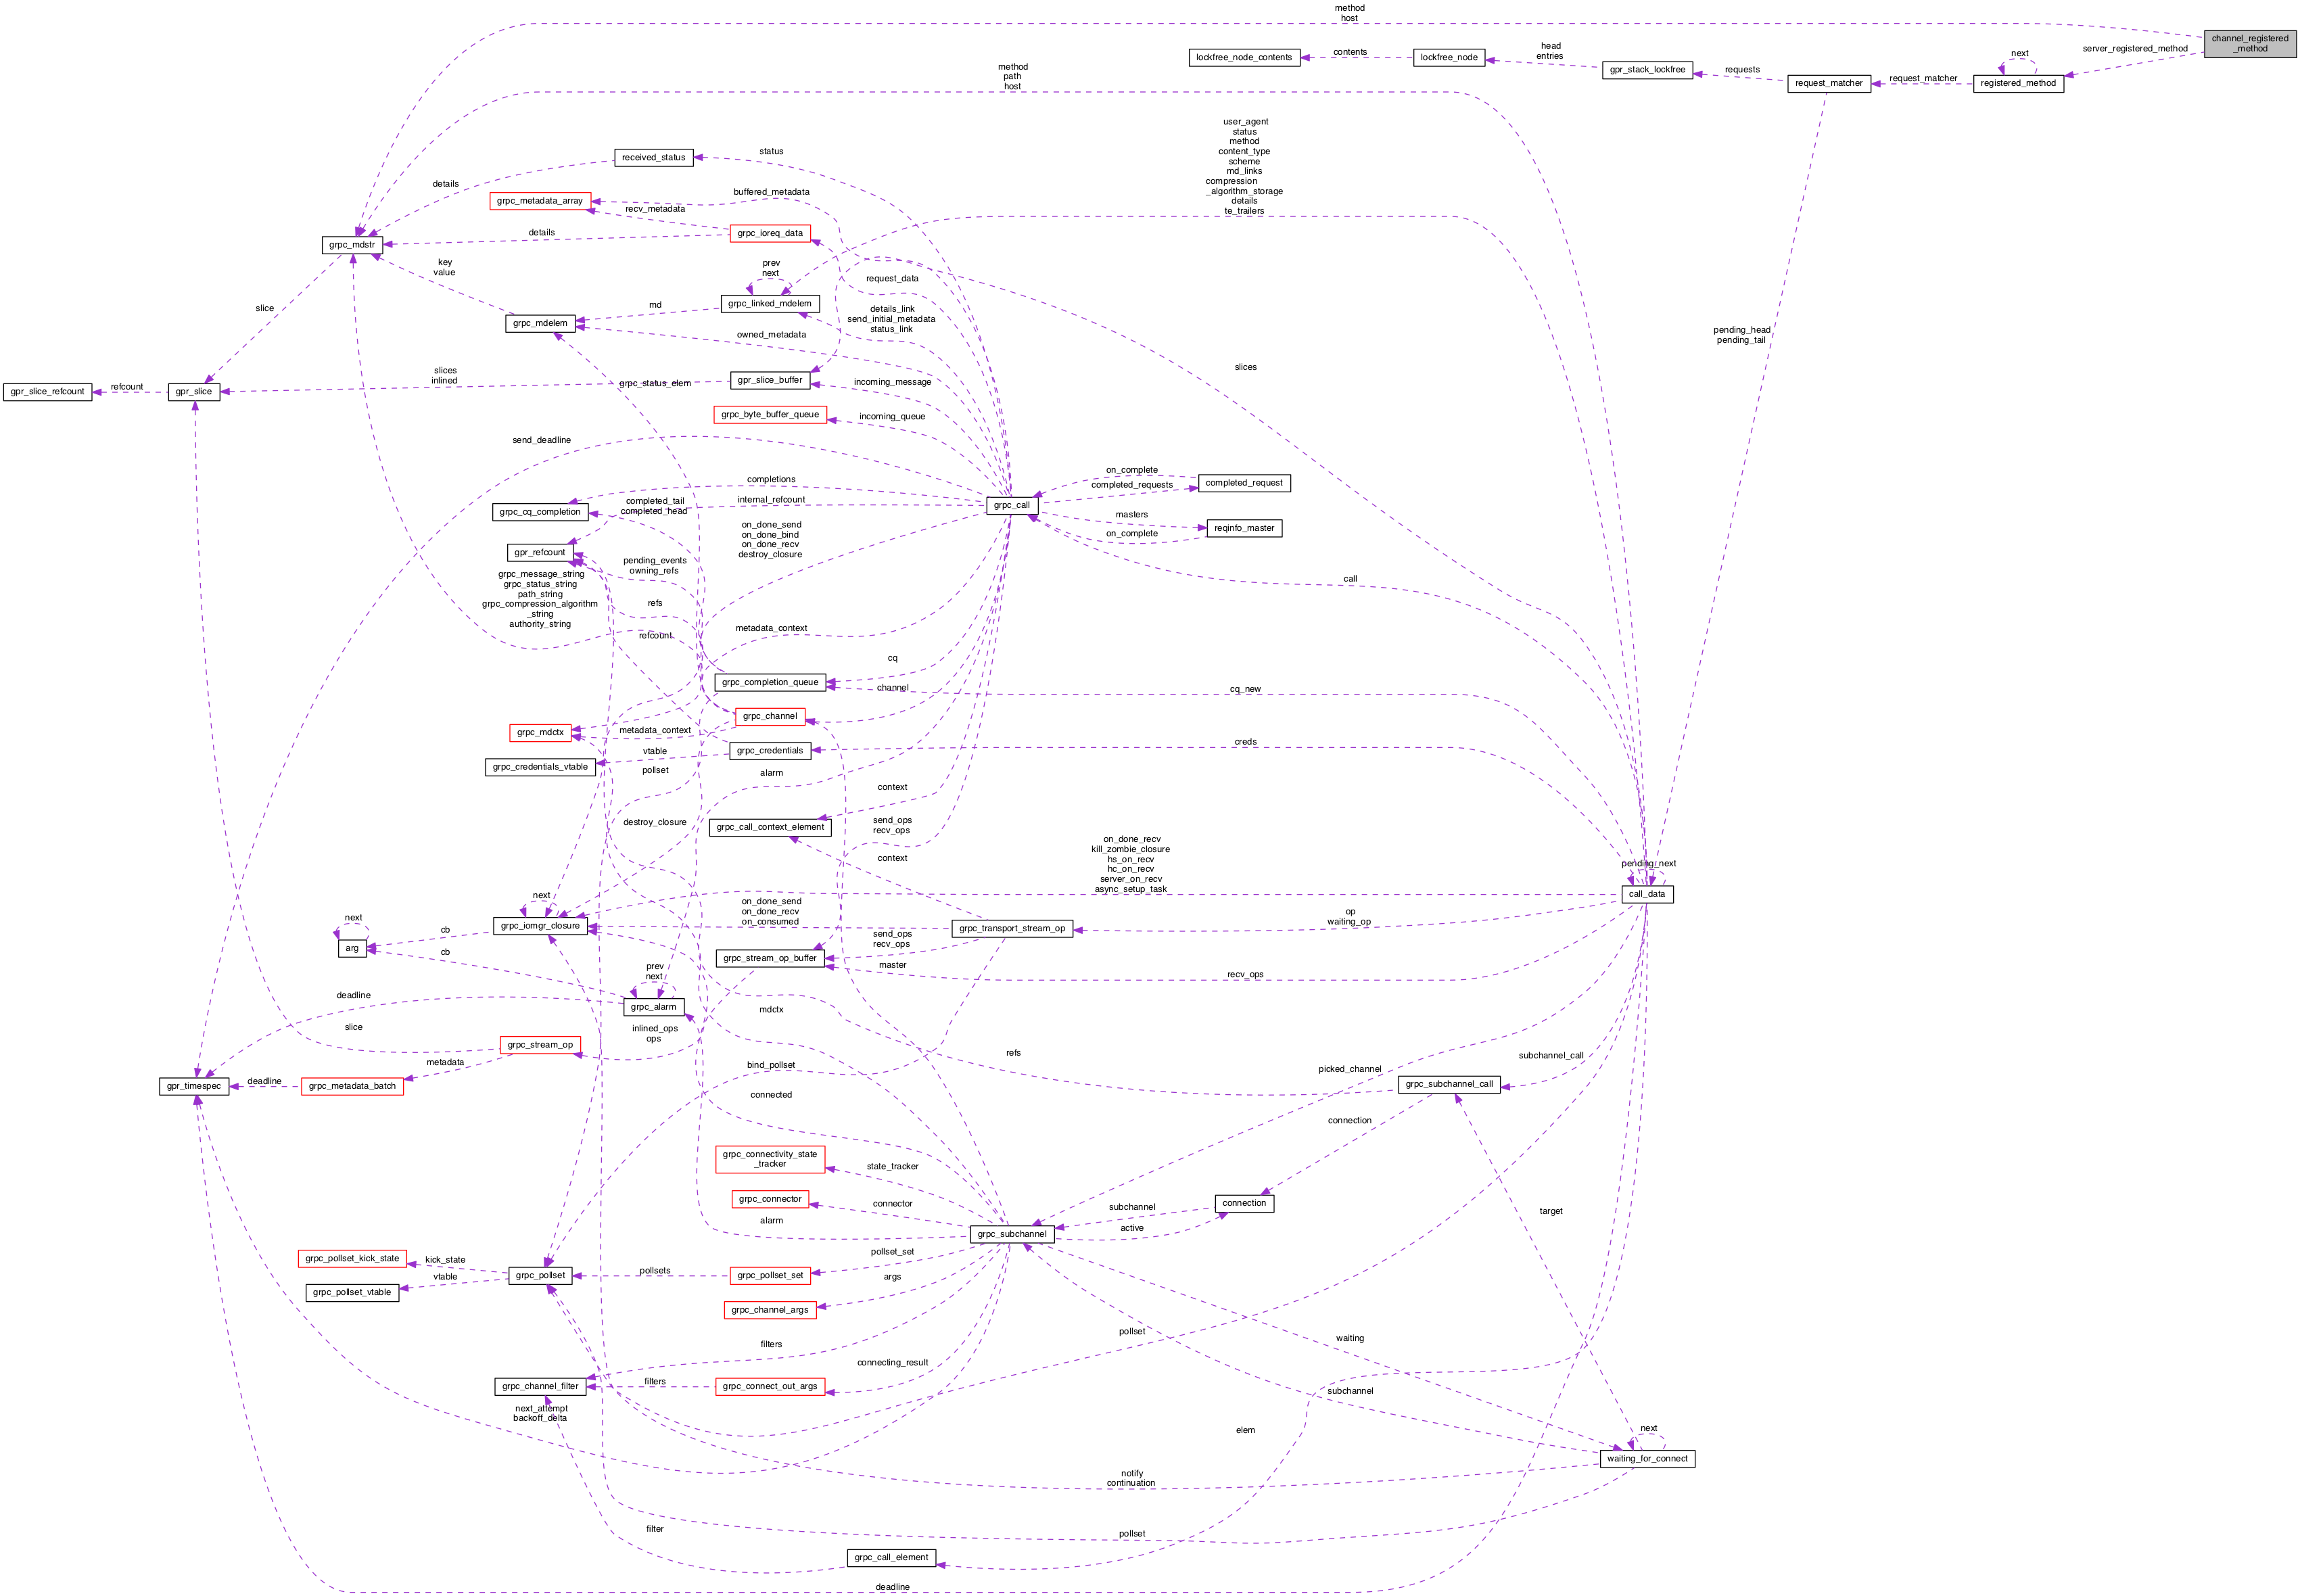 method
host
channel_registered
_method
server_registered_method
next
registered_method
request_matcher
request_matcher
requests
gpr_stack_lockfree
head
entries
lockfree_node
contents
lockfree_node_contents
method
path
host
user_agent
status
method
content_type
scheme
md_links
compression
_algorithm_storage
details
te_trailers
status
received_status
details
buffered_metadata
grpc_metadata_array
recv_metadata
grpc_ioreq_data
details
grpc_mdstr
key
value
prev
next
request_data
grpc_linked_mdelem
md
details_link
send_initial_metadata
status_link
slice
grpc_mdelem
owned_metadata
pending_head
pending_tail
slices
slices
inlined
grpc_status_elem
gpr_slice_buffer
incoming_message
gpr_slice_refcount
refcount
gpr_slice
grpc_byte_buffer_queue
incoming_queue
send_deadline
completions
on_complete
completed_request
completed_requests
grpc_call
completed_tail
completed_head
internal_refcount
grpc_cq_completion
masters
reqinfo_master
on_complete
on_done_send
on_done_bind
on_done_recv
destroy_closure
gpr_refcount
pending_events
owning_refs
grpc_message_string
grpc_status_string
path_string
grpc_compression_algorithm
_string
authority_string
call
refs
metadata_context
refcount
cq
grpc_completion_queue
channel
cq_new
grpc_channel
grpc_mdctx
metadata_context
creds
grpc_credentials
vtable
grpc_credentials_vtable
pollset
alarm
context
destroy_closure
grpc_call_context_element
send_ops
recv_ops
context
on_done_recv
kill_zombie_closure
hs_on_recv
hc_on_recv
server_on_recv
async_setup_task
pending_next
call_data
next
on_done_send
on_done_recv
on_consumed
op
waiting_op
grpc_iomgr_closure
cb
next
arg
cb
grpc_transport_stream_op
send_ops
recv_ops
grpc_stream_op_buffer
master
recv_ops
prev
next
grpc_alarm
deadline
mdctx
slice
inlined_ops
ops
grpc_stream_op
metadata
refs
subchannel_call
bind_pollset
picked_channel
gpr_timespec
deadline
grpc_metadata_batch
grpc_subchannel_call
connected
connection
grpc_connectivity_state
_tracker
state_tracker
grpc_connector
connector
connection
subchannel
target
alarm
grpc_subchannel
active
grpc_pollset_kick_state
kick_state
pollset_set
grpc_pollset
pollsets
grpc_pollset_set
vtable
grpc_pollset_vtable
args
grpc_channel_args
filters
waiting
pollset
connecting_result
grpc_channel_filter
filters
grpc_connect_out_args
subchannel
next_attempt
backoff_delta
elem
next
waiting_for_connect
notify
continuation
filter
pollset
grpc_call_element
deadline